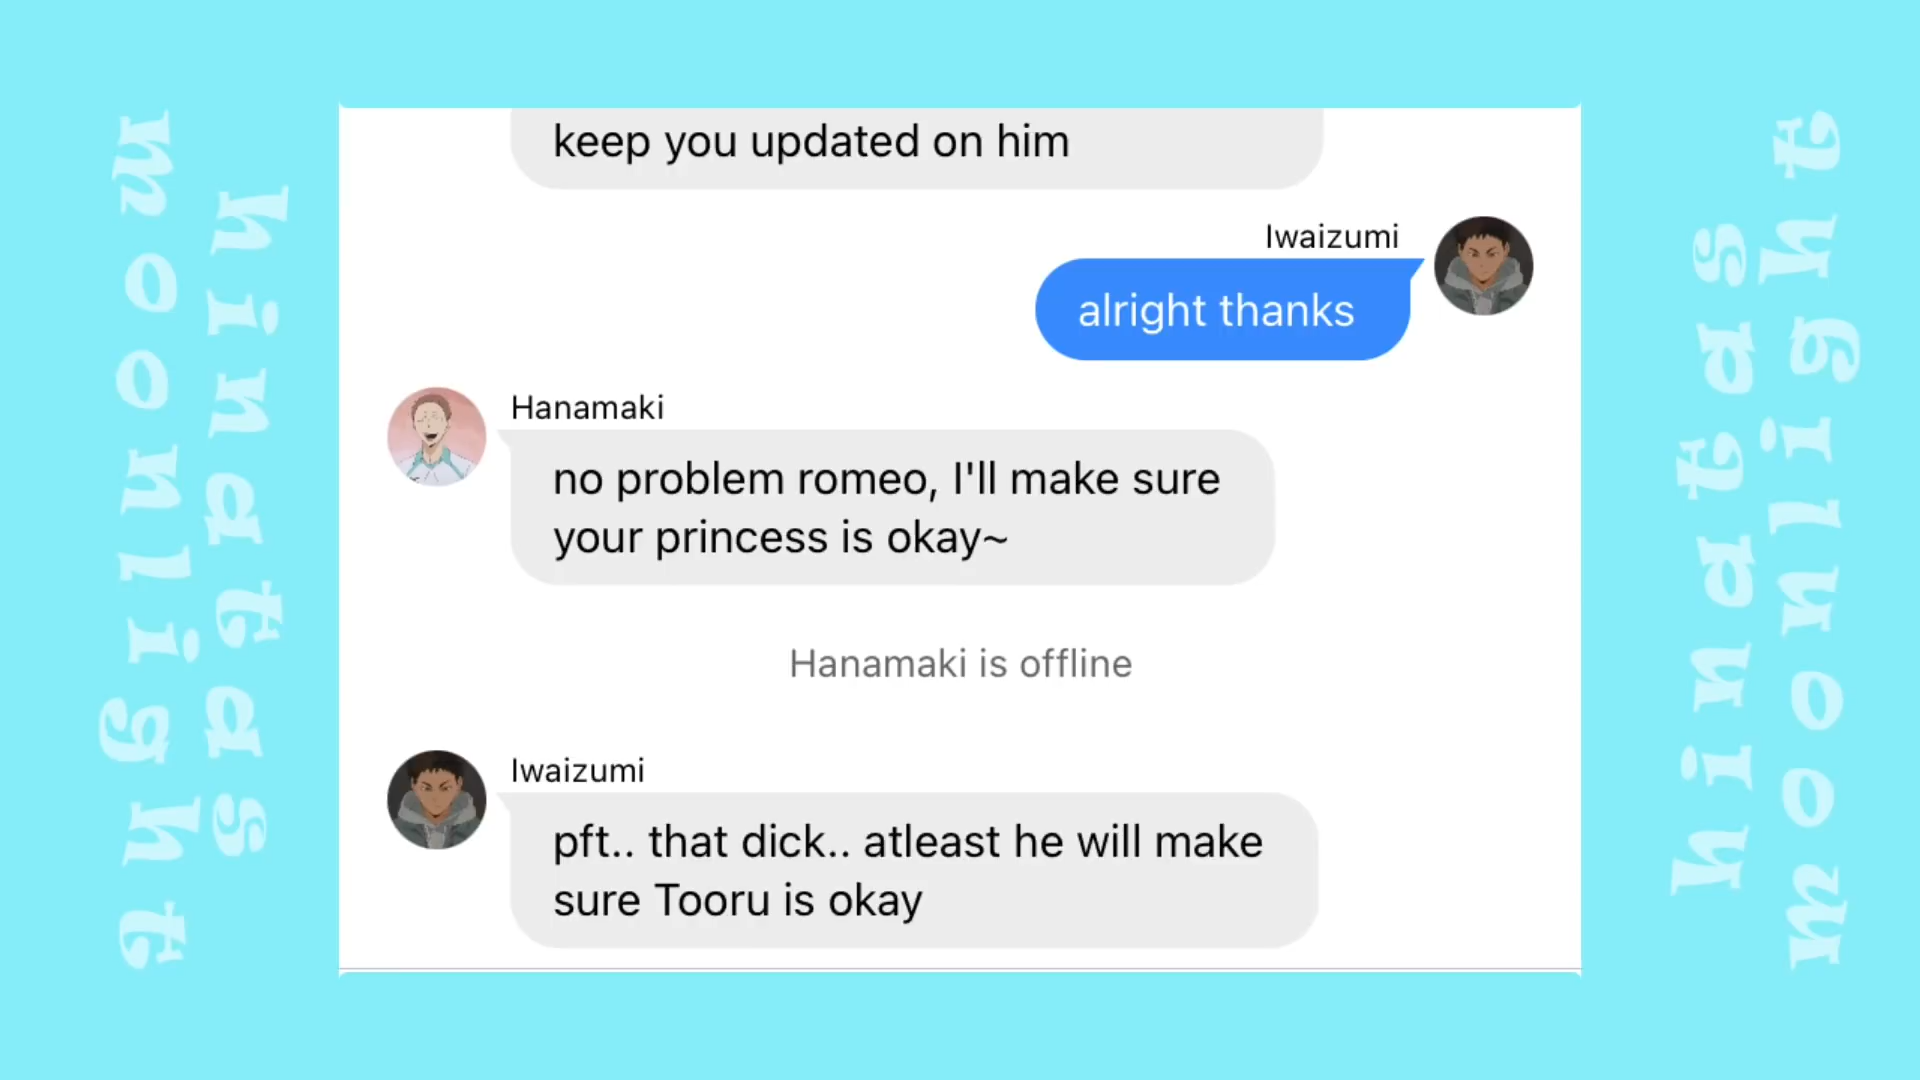 keep you updated on him
Iwaizumi
alright thanks
Hanamaki
no problem romeo, I'll make sure
your princess is okay~
Hanamaki is offline
Iwaizumi
pft.. that dick.. atleast he will make
sure Tooru is okay
hinatas
moonlight
hinatas
moonlight